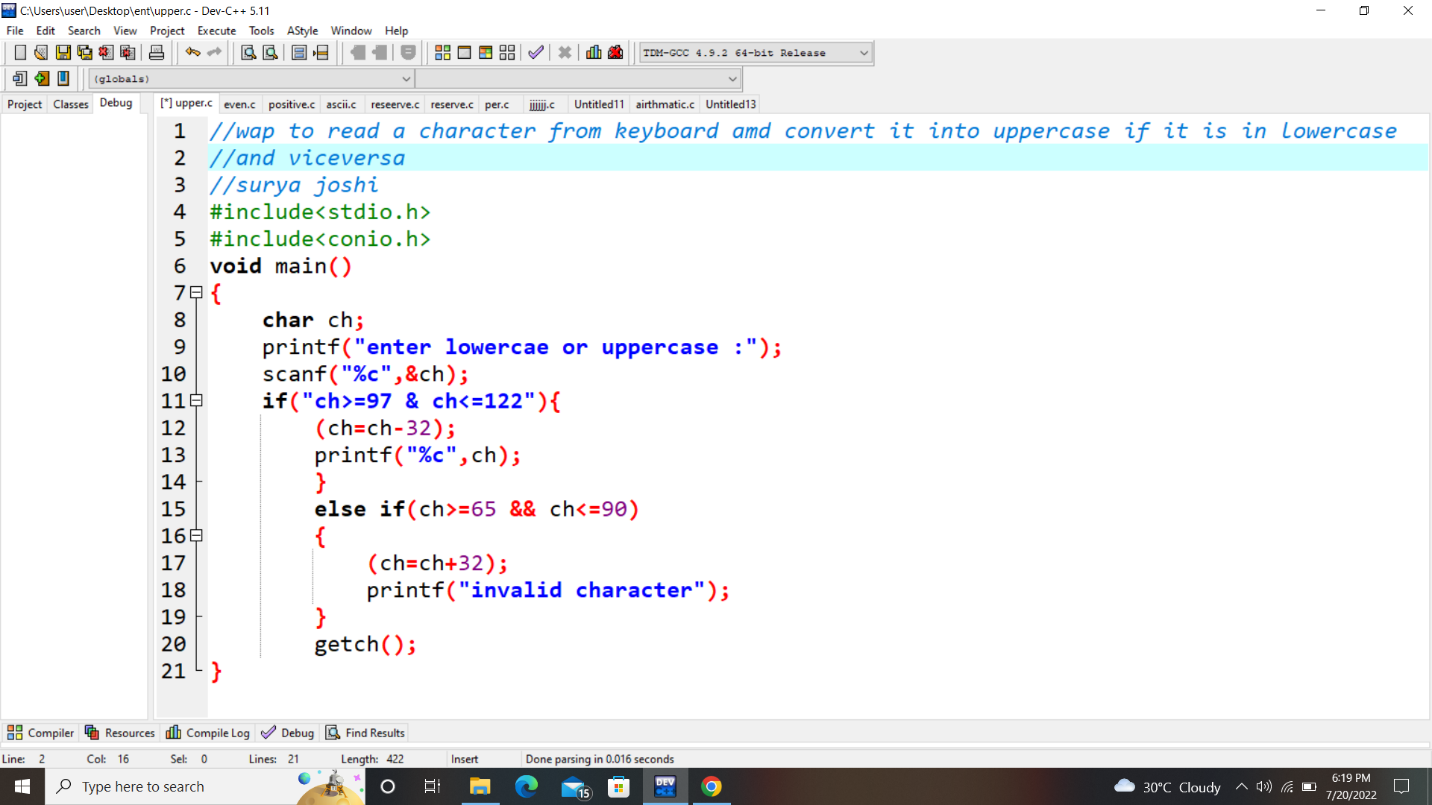 C:\Users\user\Desktop\ent\upper.c - Dev-C++ 5.11
File Edit Search View Project Execute Tools AStyle Window Help
TDM-GCC 4.9.2 64-bit Release
(globals)
Project Classes Debug [*] upper.c even.c positive.c ascii.c reseerve.c reserve.c per.c jjjjjj.c Untitled11 airthmatic.c Untitled13
1 //wap to read a character from keyboard amd convert it into uppercase if it is in lowercase
2 //and viceversa
3 //surya joshi
4 #include<stdio.h>
5 #include<conio.h>
6 void main()
7 {
8 char ch;
9 printf("enter lowercae or uppercase :");
10 scanf("%c",&ch);
11 if("ch>=97 & ch<=122"){
12 (ch=ch-32);
13 printf("%c",ch);
14 }
15 else if(ch>=65 && ch<=90)
16 {
17 (ch=ch+32);
18 printf("invalid character");
19 }
20 getch();
21 }
Compiler Resources Compile Log Debug Find Results
Line: 2 Col: 16 Sel: 0 Lines: 21 Length: 422 Insert Done parsing in 0.016 seconds
Type here to search 15 DEV C++ 30°C Cloudy 6:19 PM
7/20/2022